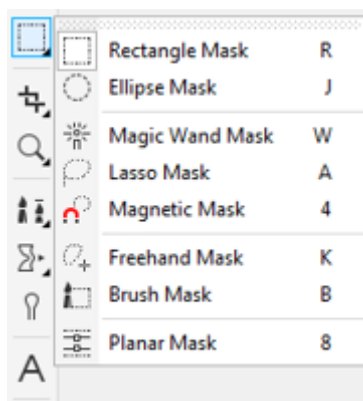 Rectangle Mask R
Ellipse Mask J
Magic Wand Mask W
Lasso Mask A
Magnetic Mask 4
Freehand Mask K
Brush Mask B
Planar Mask 8
A